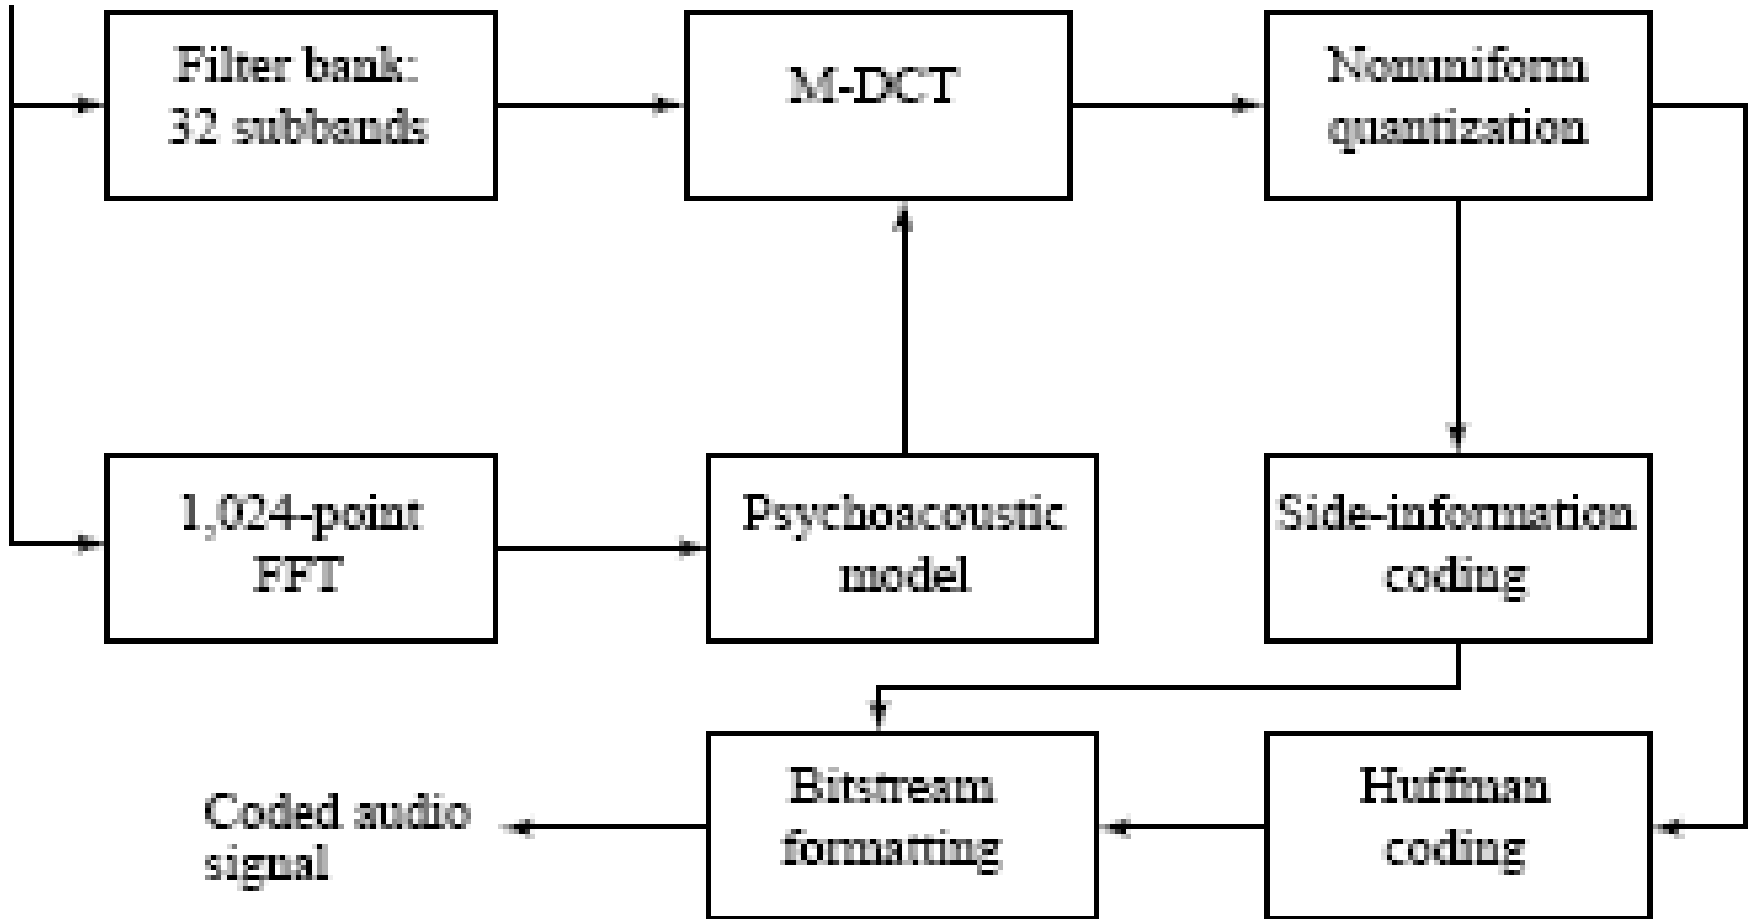 Filter bank:
32 subbands
M-DCT
Nonuniform
quantization
1,024-point
FFT
Psychoacoustic
model
Side-information
coding
Coded audio
signal
Bitstream
formatting
Huffman
coding